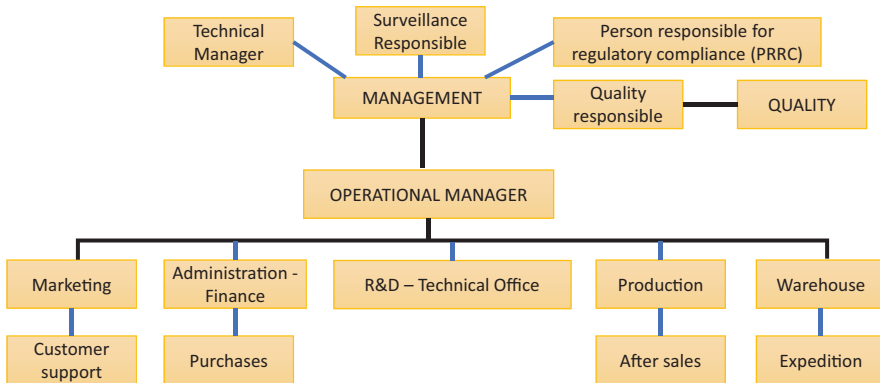 Technical
Manager
Surveillance
Responsible
Person responsible for
regulatory compliance (PRRC)
MANAGEMENT
Quality
responsible
QUALITY
OPERATIONAL MANAGER
Marketing
Administration -
Finance
R&D – Technical Office
Production
Warehouse
Customer
support
Purchases
After sales
Expedition